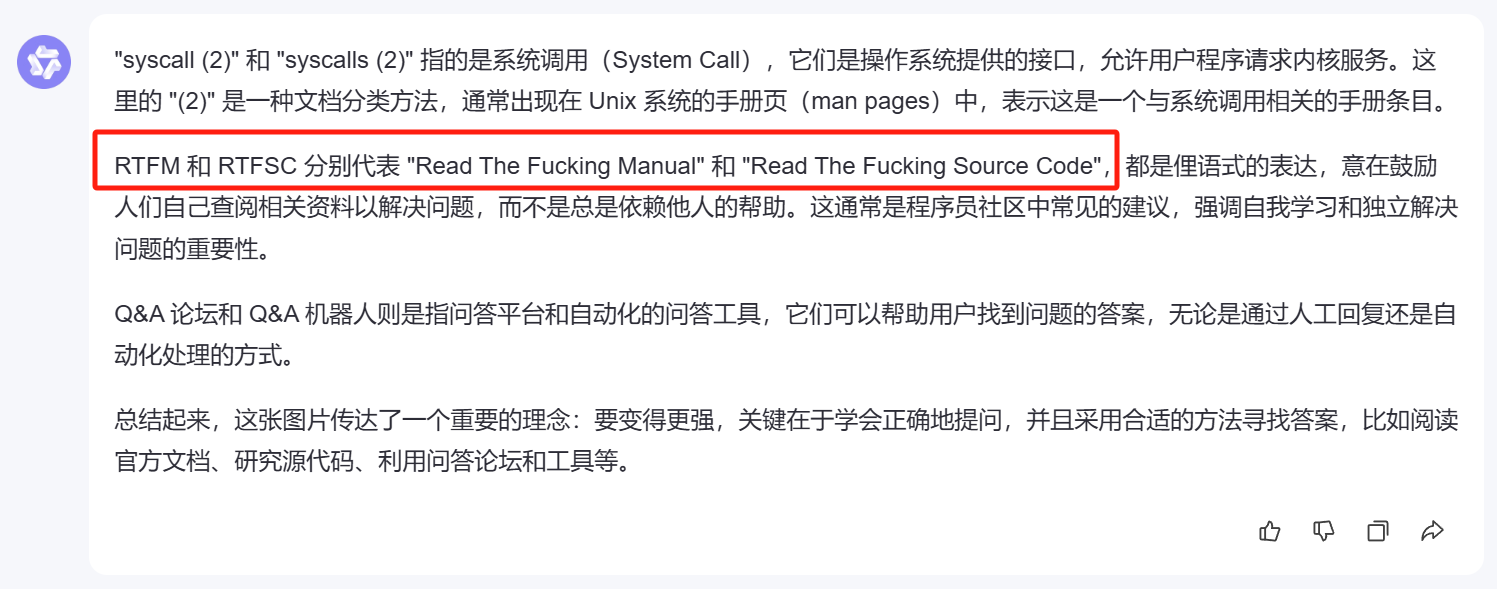 "syscall (2)" 和 "syscalls (2)" 指的是系统调用（System Call），它们是操作系统提供的接口，允许用户程序请求内核服务。这
里的 "(2)" 是一种文档分类方法，通常出现在 Unix 系统的手册页（man pages）中，表示这是一个与系统调用相关的手册条目。
RTFM 和 RTFSC 分别代表 "Read The Fucking Manual" 和 "Read The Fucking Source Code"，都是俚语式的表达，意在鼓励
人们自己查阅相关资料以解决问题，而不是总是依赖他人的帮助。这通常是程序员社区中常见的建议，强调自我学习和独立解决
问题的重要性。
Q&A 论坛和 Q&A 机器人则是指问答平台和自动化的问答工具，它们可以帮助用户找到问题的答案，无论是通过人工回复还是自
动化处理的方式。
总结起来，这张图片传达了一个重要的理念：要变得更强，关键在于学会正确地提问，并且采用合适的方法寻找答案，比如阅读
官方文档、研究源代码、利用问答论坛和工具等。